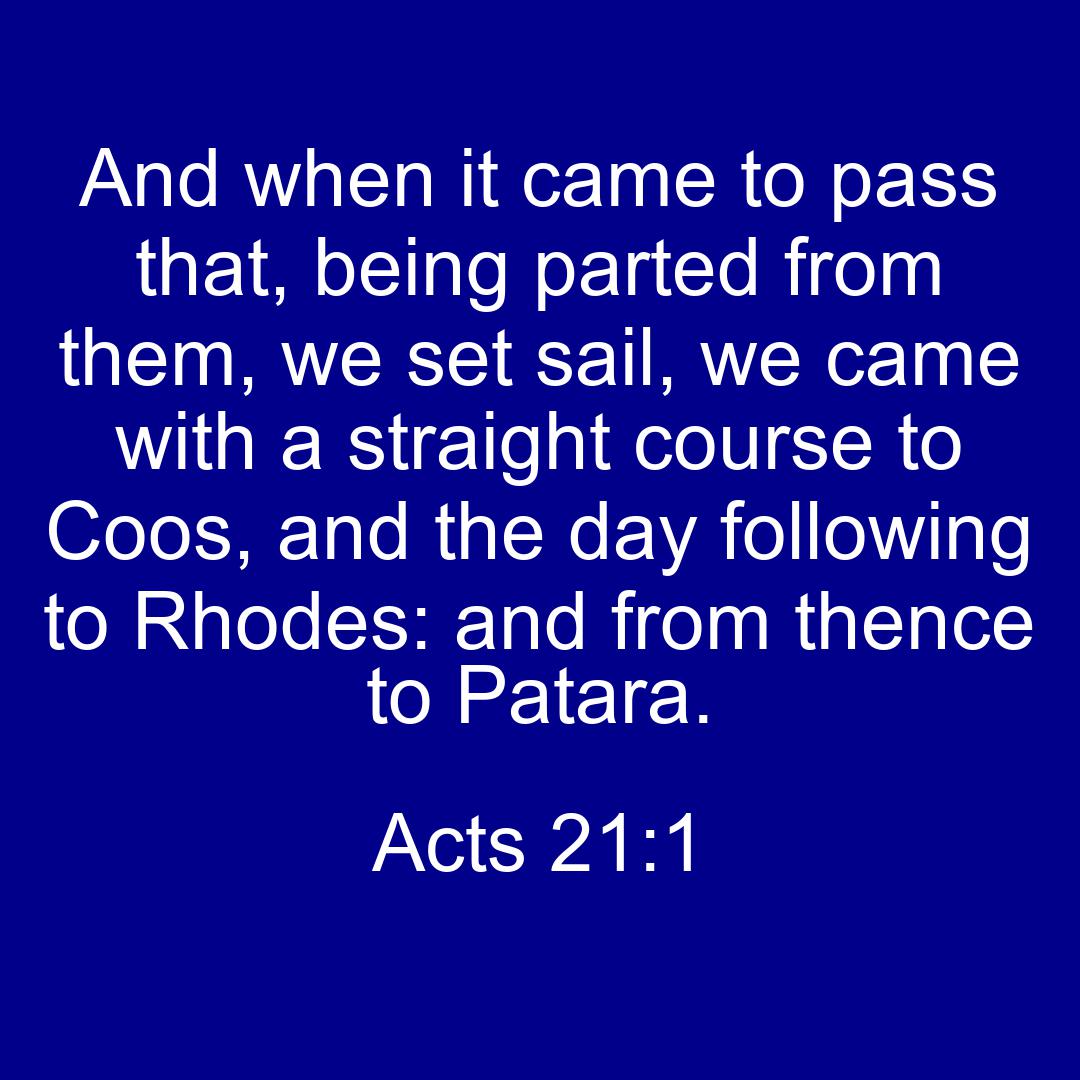 And when it came to pass
that, being parted from
them, we set sail, we came
with a straight course to
Coos, and the day following
to Rhodes: and from thence
to Patara.
Acts 21:1